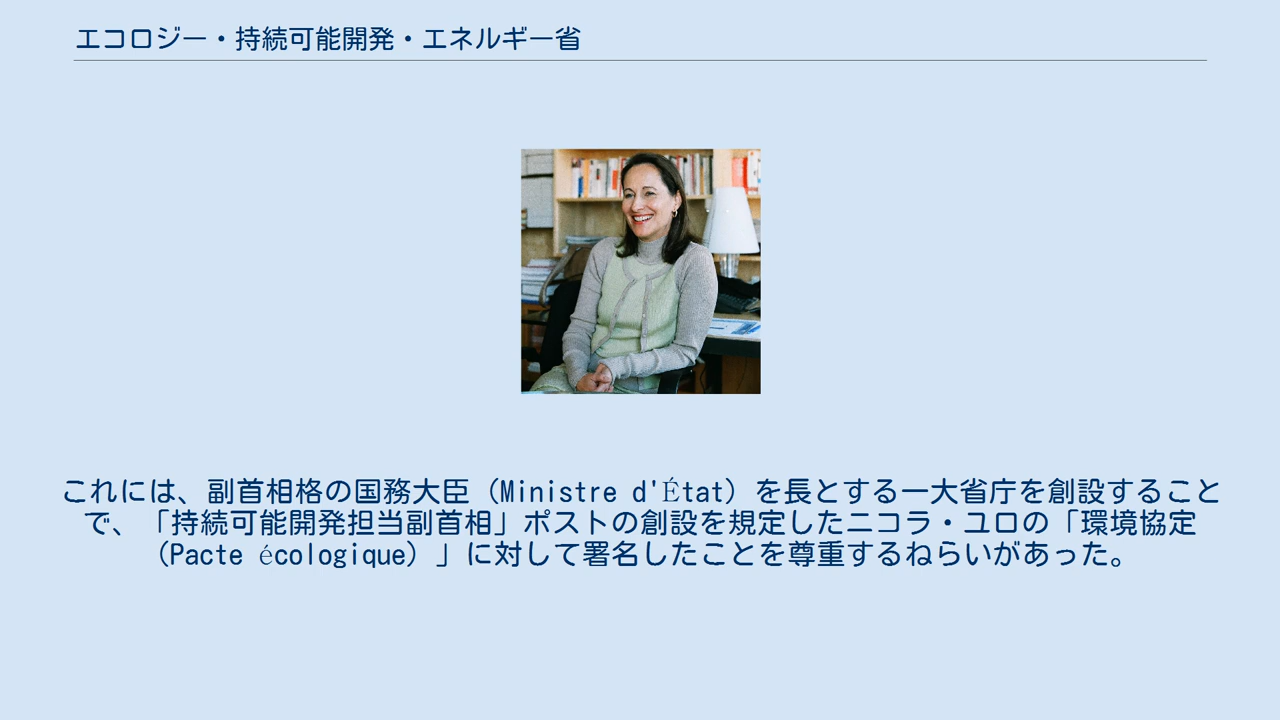 エコロジー・持続可能開発・エネルギー省
これには、副首相格の国務大臣（Ministre d'État）を長とする一大省庁を創設すること
で、「持続可能開発担当副首相」ポストの創設を規定したニコラ・ユロの「環境協定
（Pacte écologique）」に対して署名したことを尊重するねらいがあった。